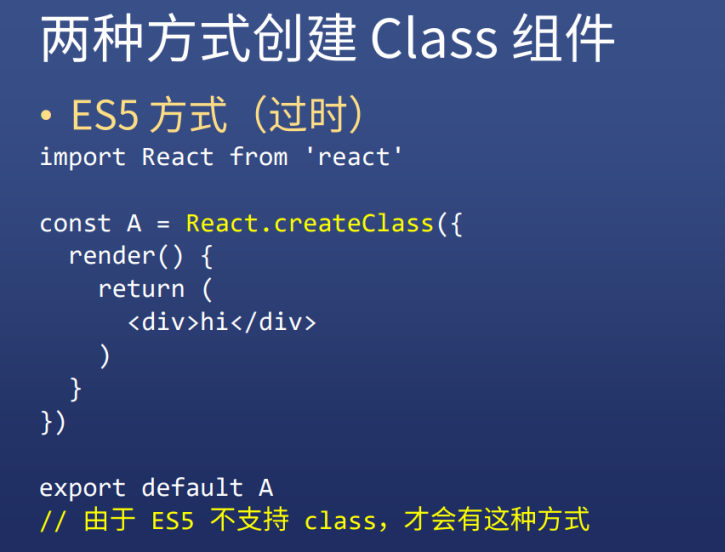 两种方式创建 Class 组件
• ES5 方式（过时）
import React from 'react'
const A = React.createClass({
  render() {
    return (
      <div>hi</div>
    )
  }
})
export default A
// 由于 ES5 不支持 class，才会有这种方式